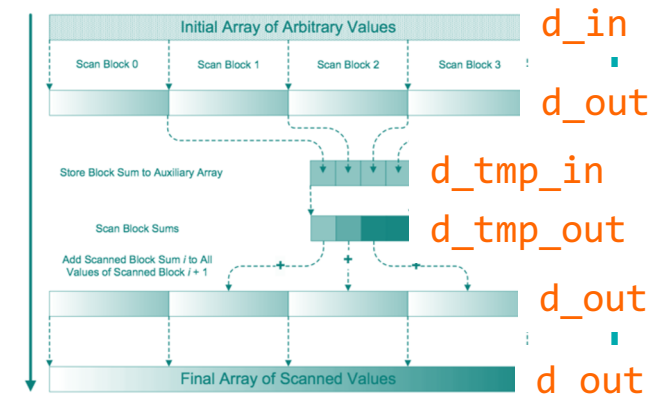 Initial Array of Arbitrary Values d_in
Scan Block 0 Scan Block 1 Scan Block 2 Scan Block 3
d_out
Store Block Sum to Auxiliary Array d_tmp_in
Scan Block Sums d_tmp_out
Add Scanned Block Sum i to All
Values of Scanned Block i + 1
+ + +
d_out
Final Array of Scanned Values d out